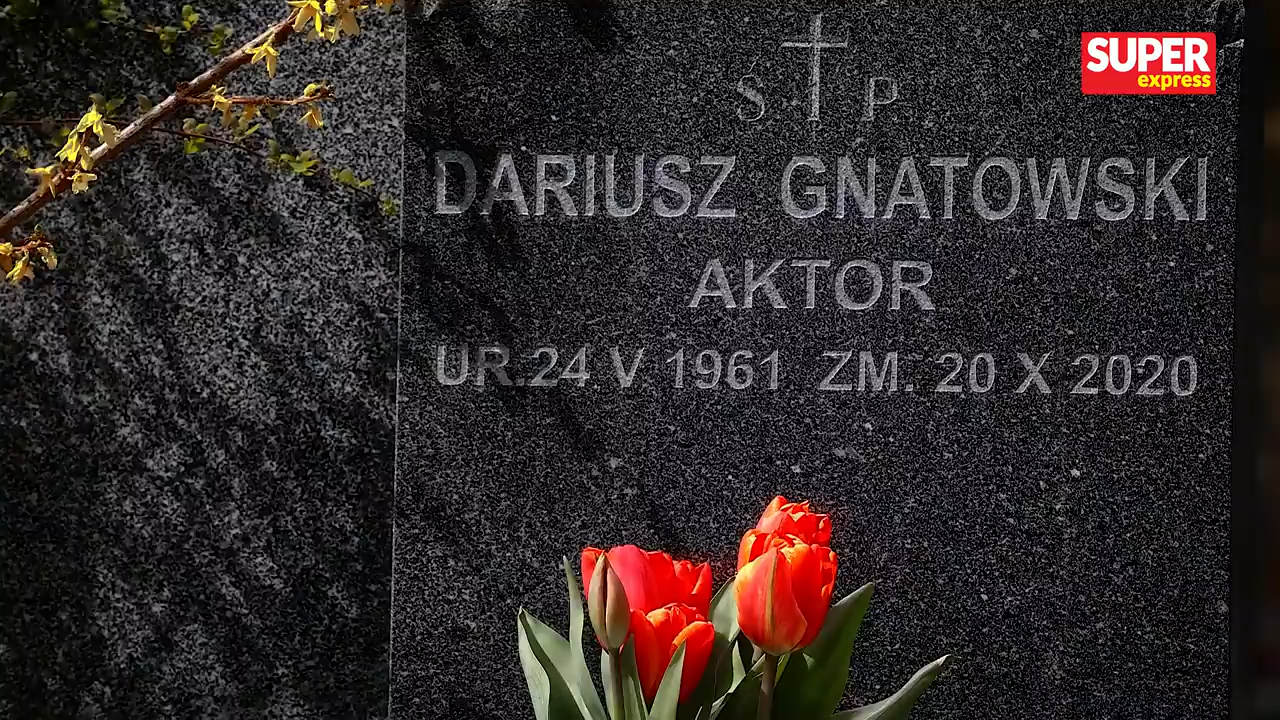 SUPER
express
S P
DARIUSZ GNATOWSKI
AKTOR
UR.24 V 1961 ZM. 20 X 2020